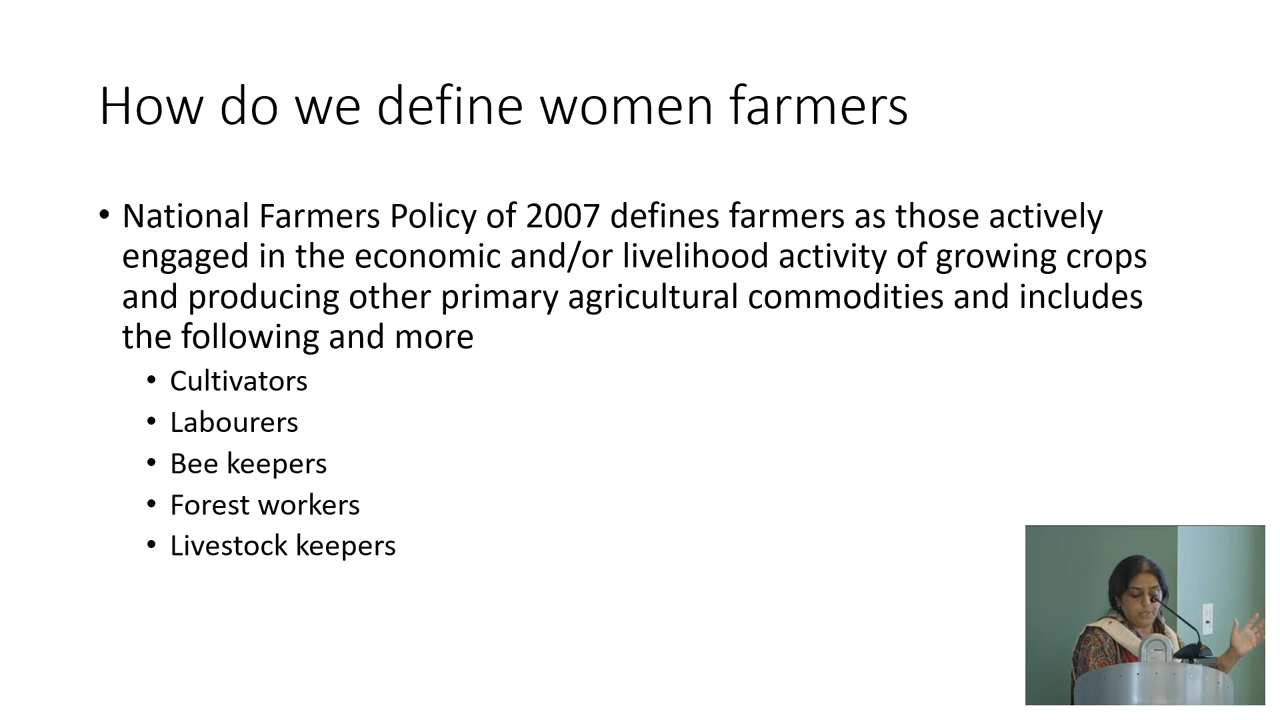 How do we define women farmers
• National Farmers Policy of 2007 defines farmers as those actively
engaged in the economic and/or livelihood activity of growing crops
and producing other primary agricultural commodities and includes
the following and more
• Cultivators
• Labourers
• Bee keepers
• Forest workers
• Livestock keepers